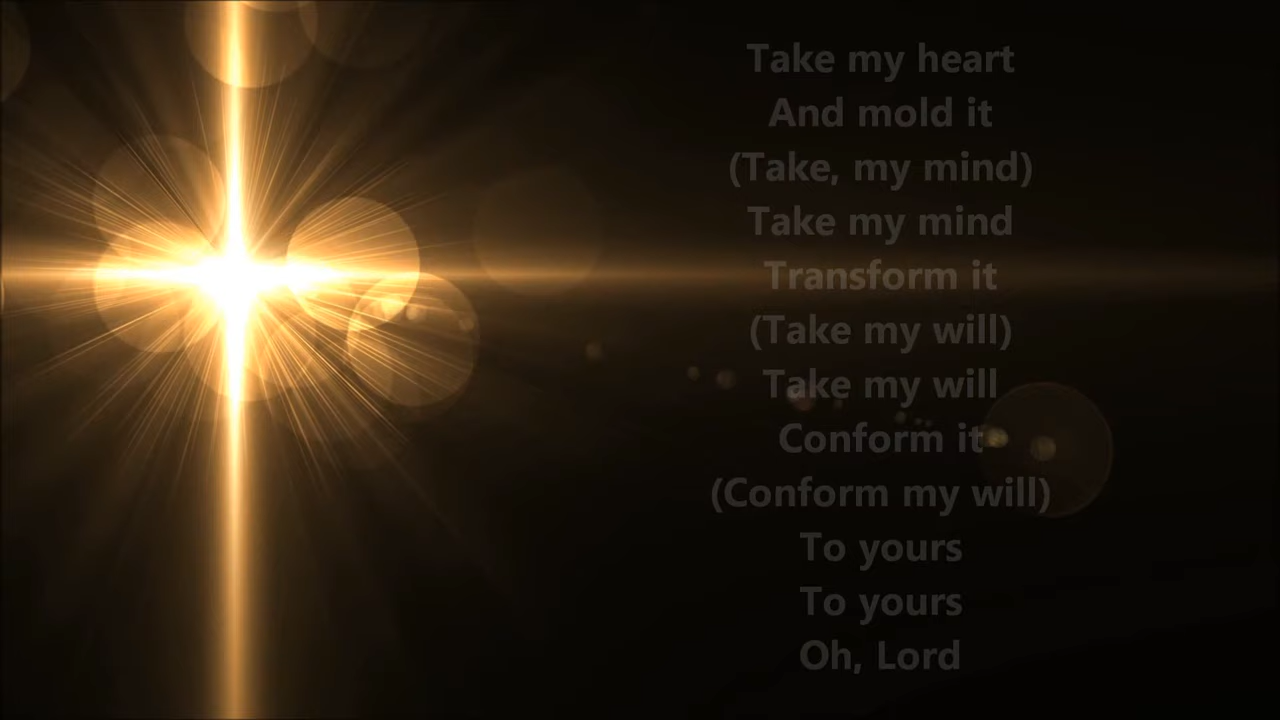 Take my heart
And mold it
(Take, my mind)
Take my mind
Transform it
(Take my will)
Take my will
Conform it
(Conform my will)
To yours
To yours
Oh, Lord